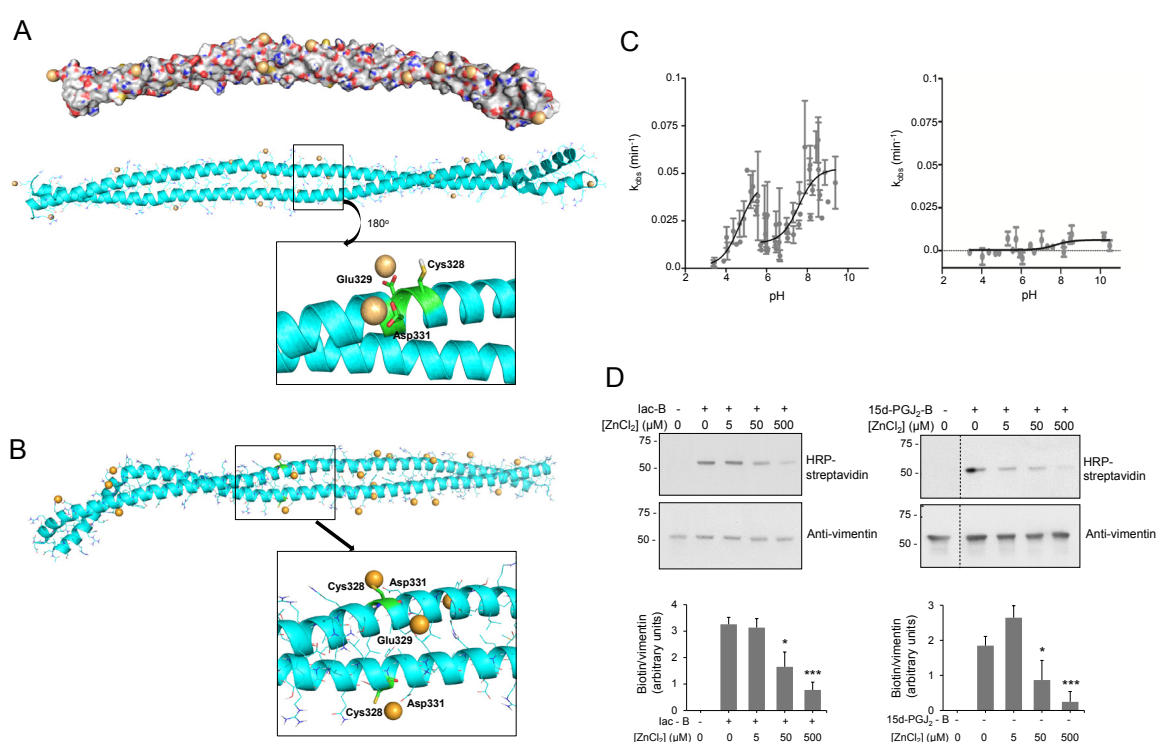 A
180°
Glu329
Cys328
Asp331
B
Cys328
Asp331
Glu329
Cys328
Asp331
C
0.1
0.075
0.05
0.025
0.0
kobs (min-1)
2 4 6 8 10
pH
0.1
0.075
0.05
0.025
0.0
kobs (min-1)
2 4 6 8 10
pH
D
Iac-B - + + + +
[ZnCl2] (µM) 0 0 5 50 500
75 -
50 -
HRP-
streptavidin
75 -
50 -
Anti-vimentin
4
3
2
1
0
Biotin/vimentin
(arbitrary units)
*
***
Iac - B - + + + +
[ZnCl2] (µM) 0 0 5 50 500
15d-PGJ2-B - + + + +
[ZnCl2] (µM) 0 0 5 50 500
75 -
50 -
HRP-
streptavidin
75 -
50 -
Anti-vimentin
3
2
1
0
Biotin/vimentin
(arbitrary units)
*
***
15d-PGJ2 - B - - - - -
[ZnCl2] (µM) 0 0 5 50 500